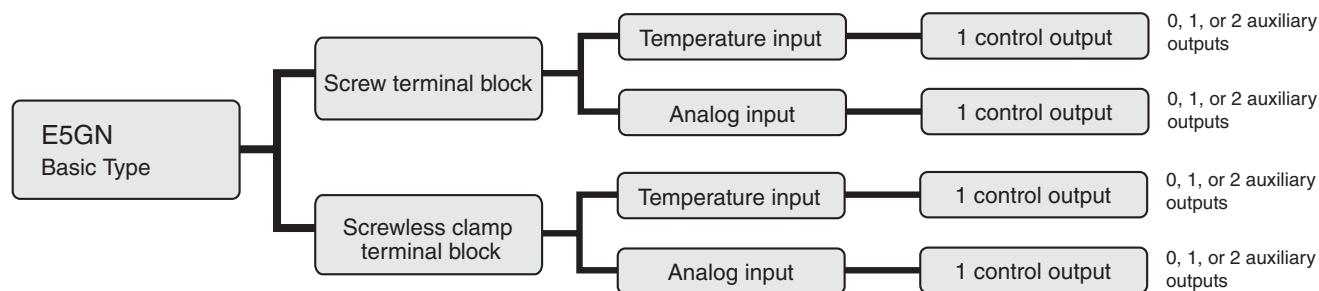 E5GN
Basic Type
Screw terminal block
Temperature input
1 control output
0, 1, or 2 auxiliary
outputs
Analog input
1 control output
0, 1, or 2 auxiliary
outputs
Screwless clamp
terminal block
Temperature input
1 control output
0, 1, or 2 auxiliary
outputs
Analog input
1 control output
0, 1, or 2 auxiliary
outputs